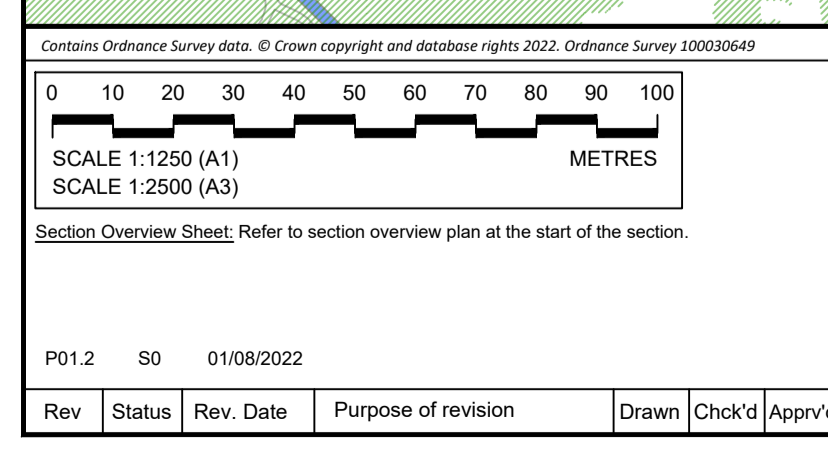 Contains Ordnance Survey data. © Crown copyright and database rights 2022. Ordnance Survey 100030649
0 10 20 30 40 50 60 70 80 90 100
SCALE 1:1250 (A1) METRES
SCALE 1:2500 (A3)
Section Overview Sheet: Refer to section overview plan at the start of the section.
P01.2 S0 01/08/2022
Rev Status Rev. Date Purpose of revision Drawn Chck'd Apprv'